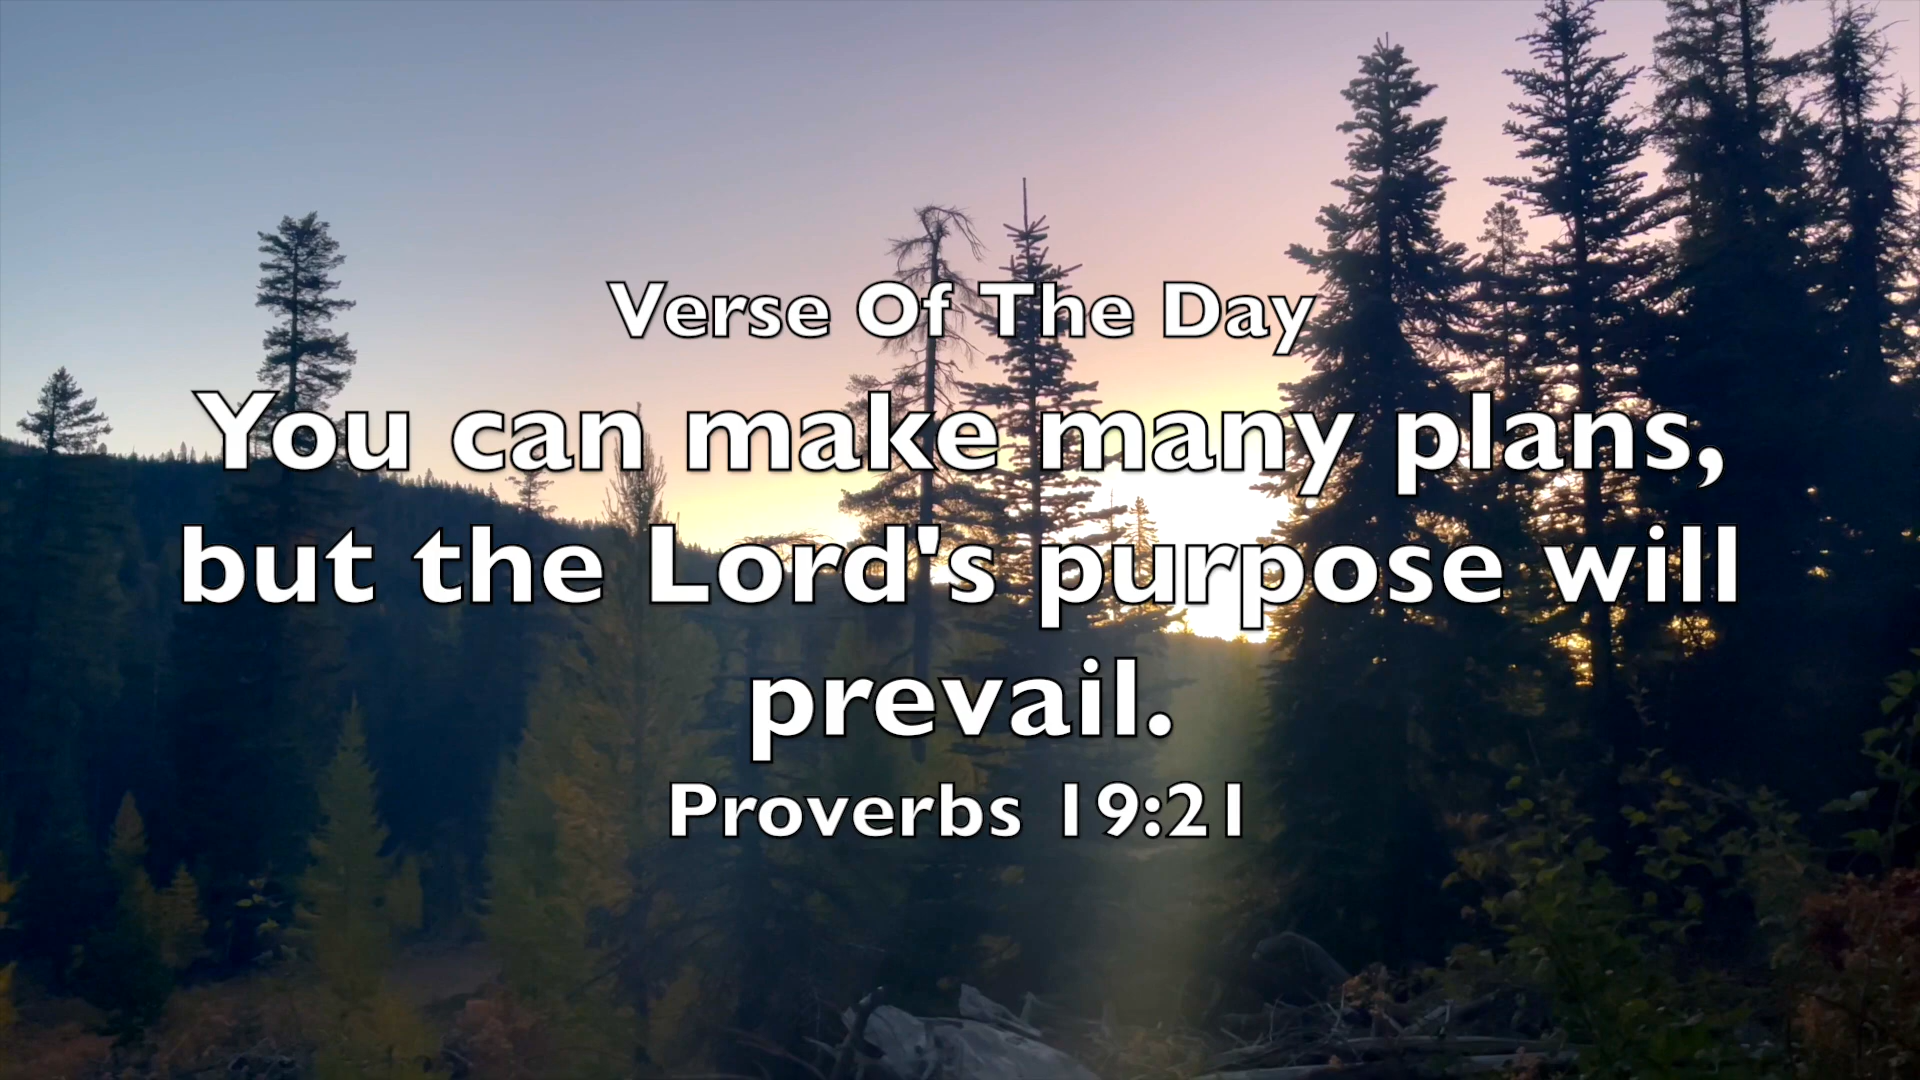 Verse Of The Day
You can make many plans,
but the Lord's purpose will
prevail.
Proverbs 19:21